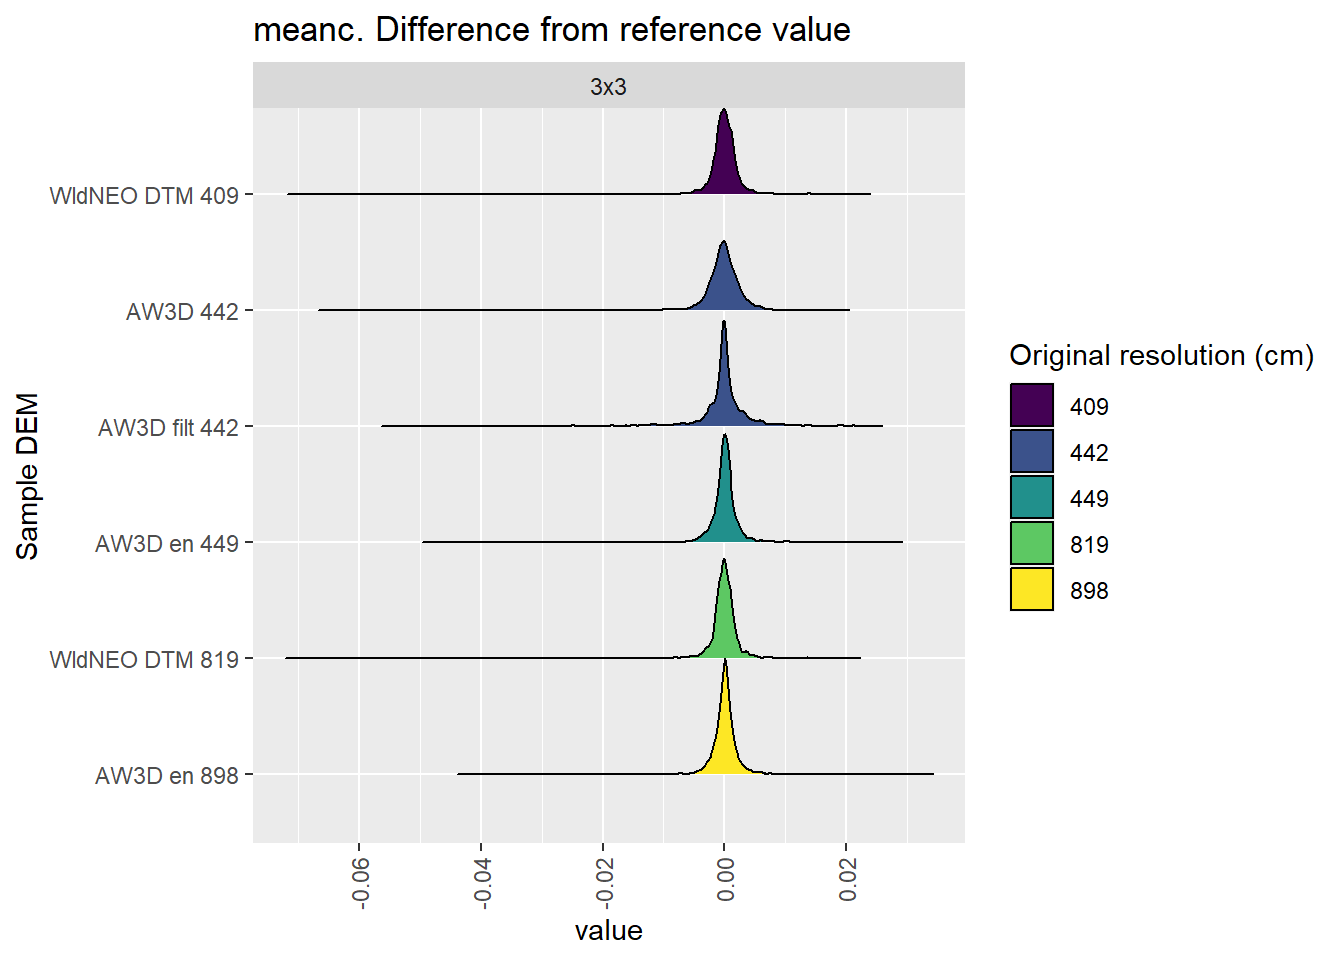 meanc. Difference from reference value
3x3
WldNEO DTM 409
AW3D 442
AW3D filt 442
AW3D en 449
WldNEO DTM 819
AW3D en 898
Sample DEM
-0.06
-0.04
-0.02
0.00
0.02
value
Original resolution (cm)
409
442
449
819
898